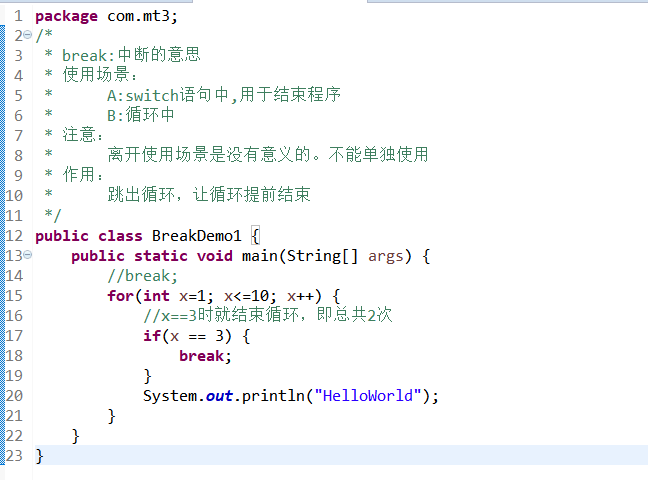 1 package com.mt3;
2 /*
3  * break:中断的意思
4  * 使用场景:
5  *      A:switch语句中,用于结束程序
6  *      B:循环中
7  * 注意:
8  *      离开使用场景是没有意义的。不能单独使用
9  * 作用:
10  *      跳出循环，让循环提前结束
11  */
12 public class BreakDemo1 {
13     public static void main(String[] args) {
14         //break;
15         for(int x=1; x<=10; x++) {
16             //x==3时就结束循环，即总共2次
17             if(x == 3) {
18                 break;
19             }
20             System.out.println("HelloWorld");
21         }
22     }
23 }